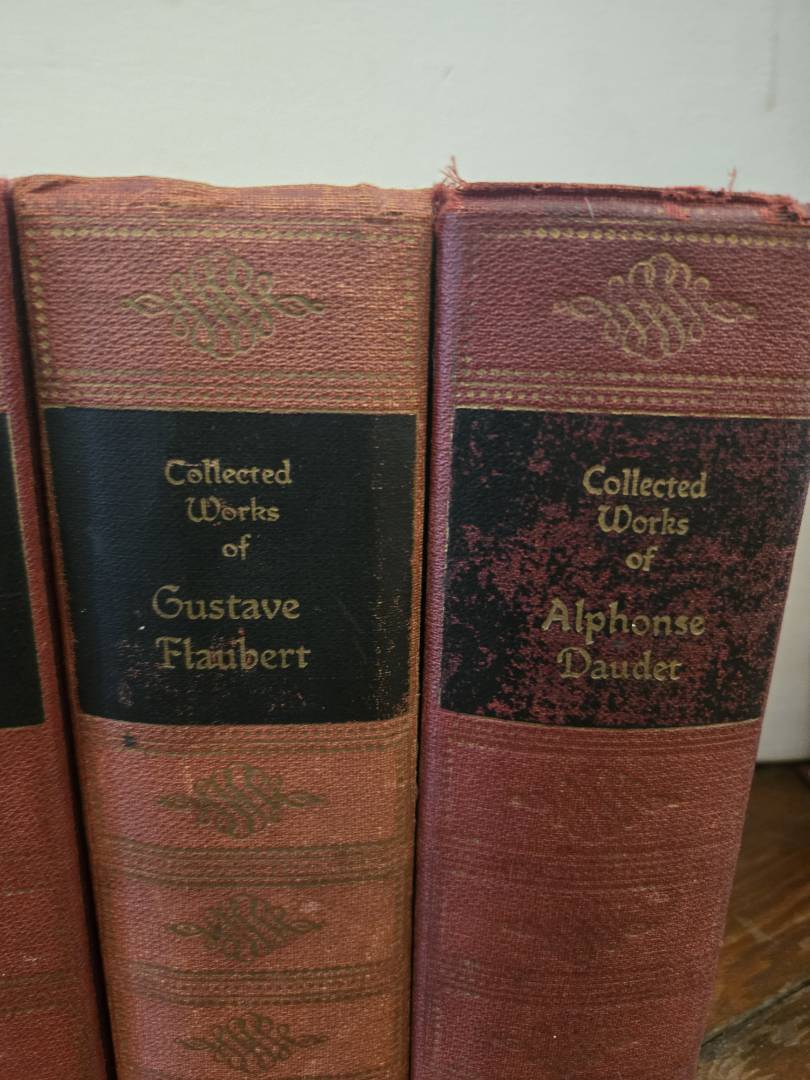 Collected
Works
of
Gustave
Flaubert
Collected
Works
of
Alphonse
Daudet